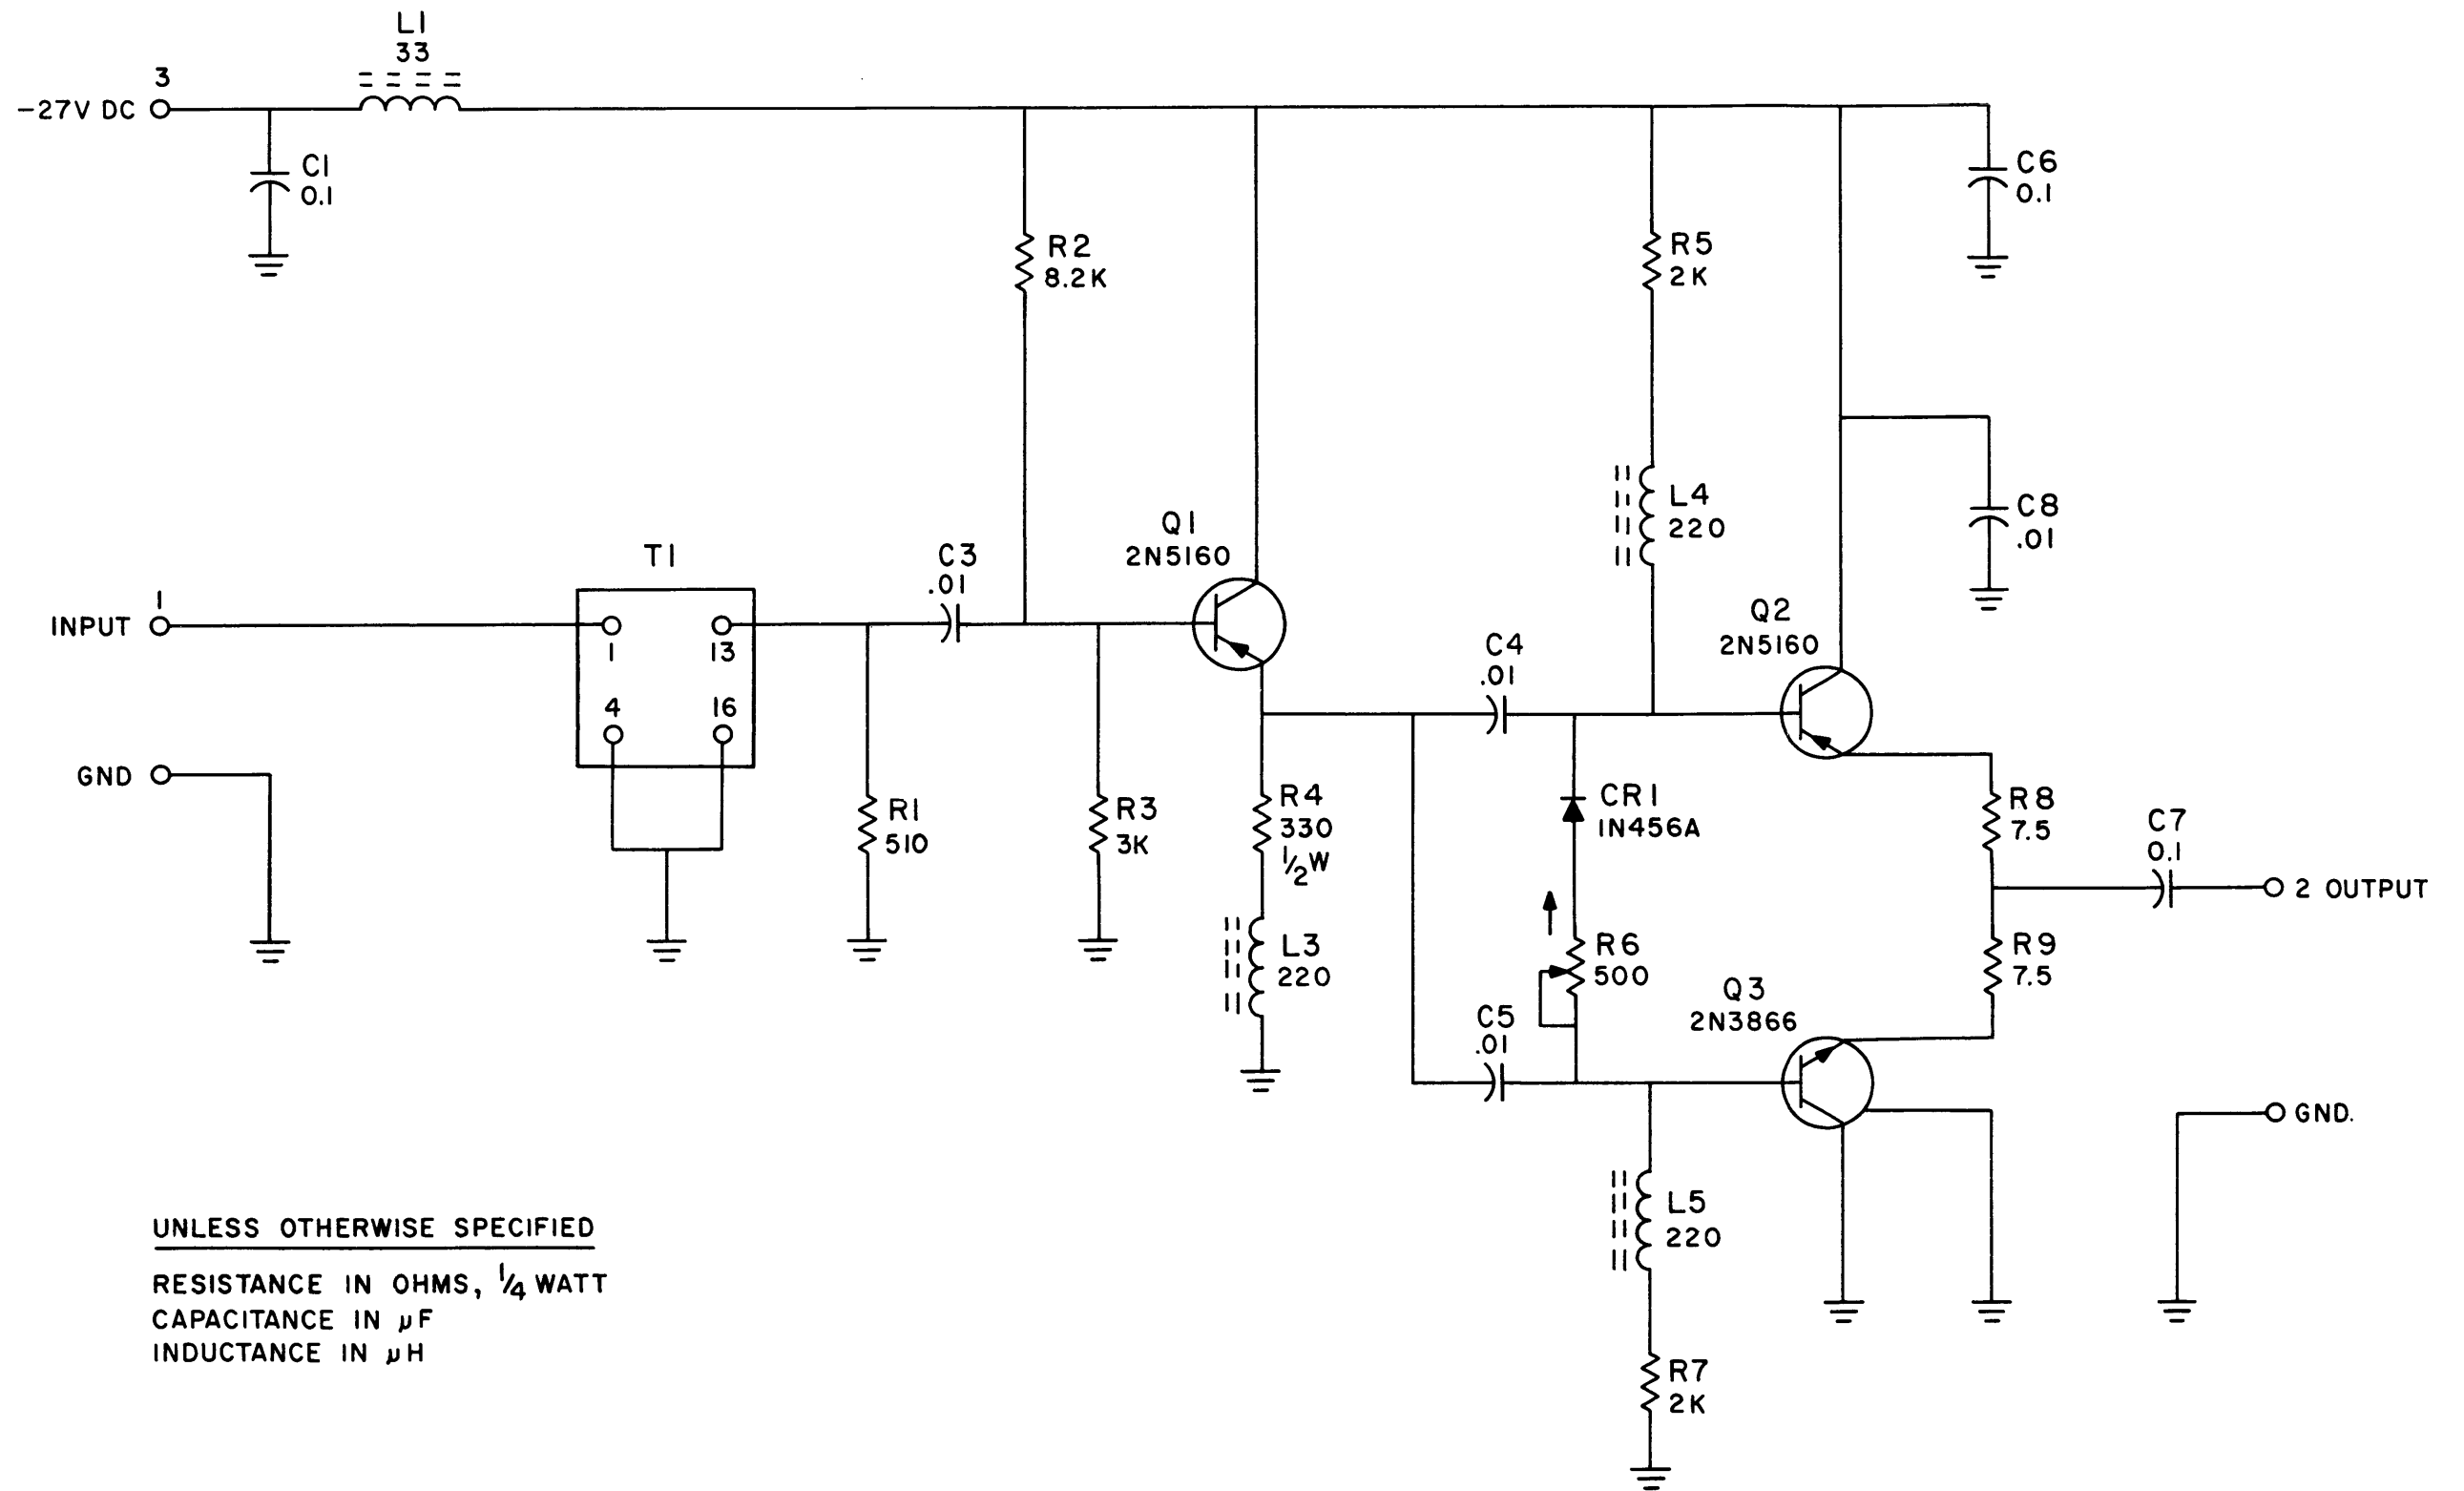 L1
33
3
-27V DC
C1
0.1
C6
0.1
R2
8.2K
R5
2K
L4
220
C8
.01
Q1
2N5160
C3
.01
T1
1
INPUT
1
13
4
16
GND
Q2
2N5160
C4
.01
R1
510
R3
3K
R4
330
1/2W
L3
220
CR1
1N456A
R6
500
C5
.01
Q3
2N3866
R8
7.5
R9
7.5
C7
0.1
2 OUTPUT
GND.
L5
220
R7
2K
UNLESS OTHERWISE SPECIFIED
RESISTANCE IN OHMS, 1/4 WATT
CAPACITANCE IN µF
INDUCTANCE IN µH